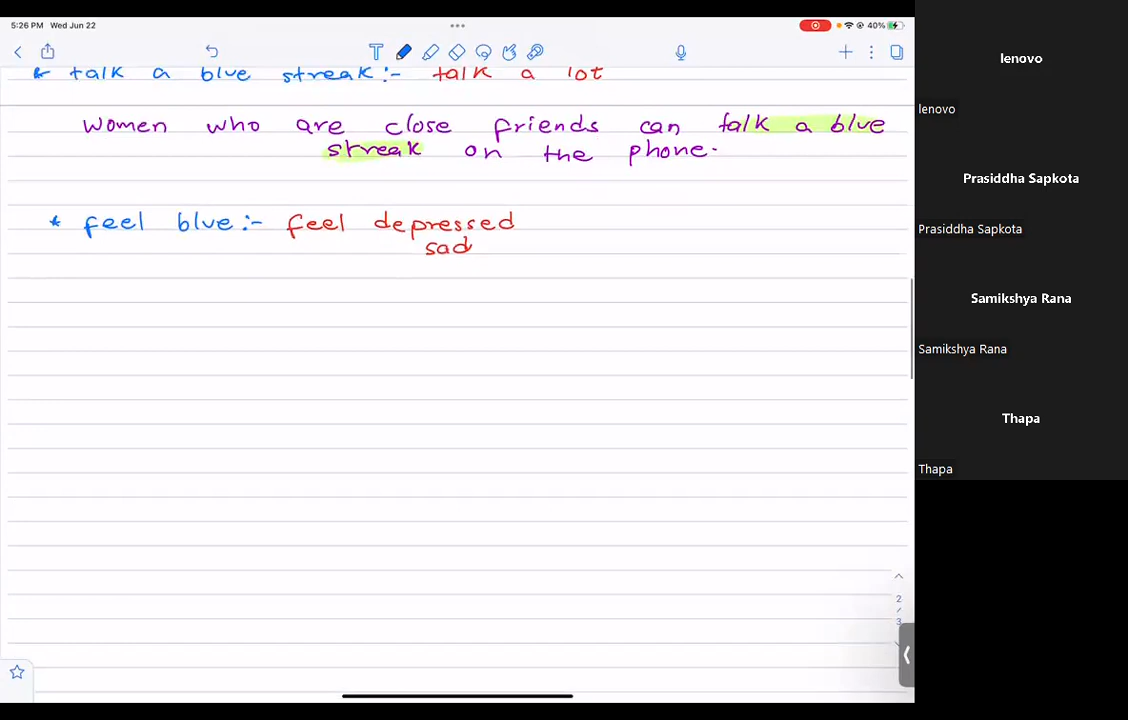 5:26 PM Wed Jun 22
40%
* talk a blue streak:- talk a lot
women who are close friends can talk a blue
streak on the phone.
* feel blue:- feel depressed
sad
2
3
lenovo
lenovo
Prasiddha Sapkota
Prasiddha Sapkota
Samikshya Rana
Samikshya Rana
Thapa
Thapa